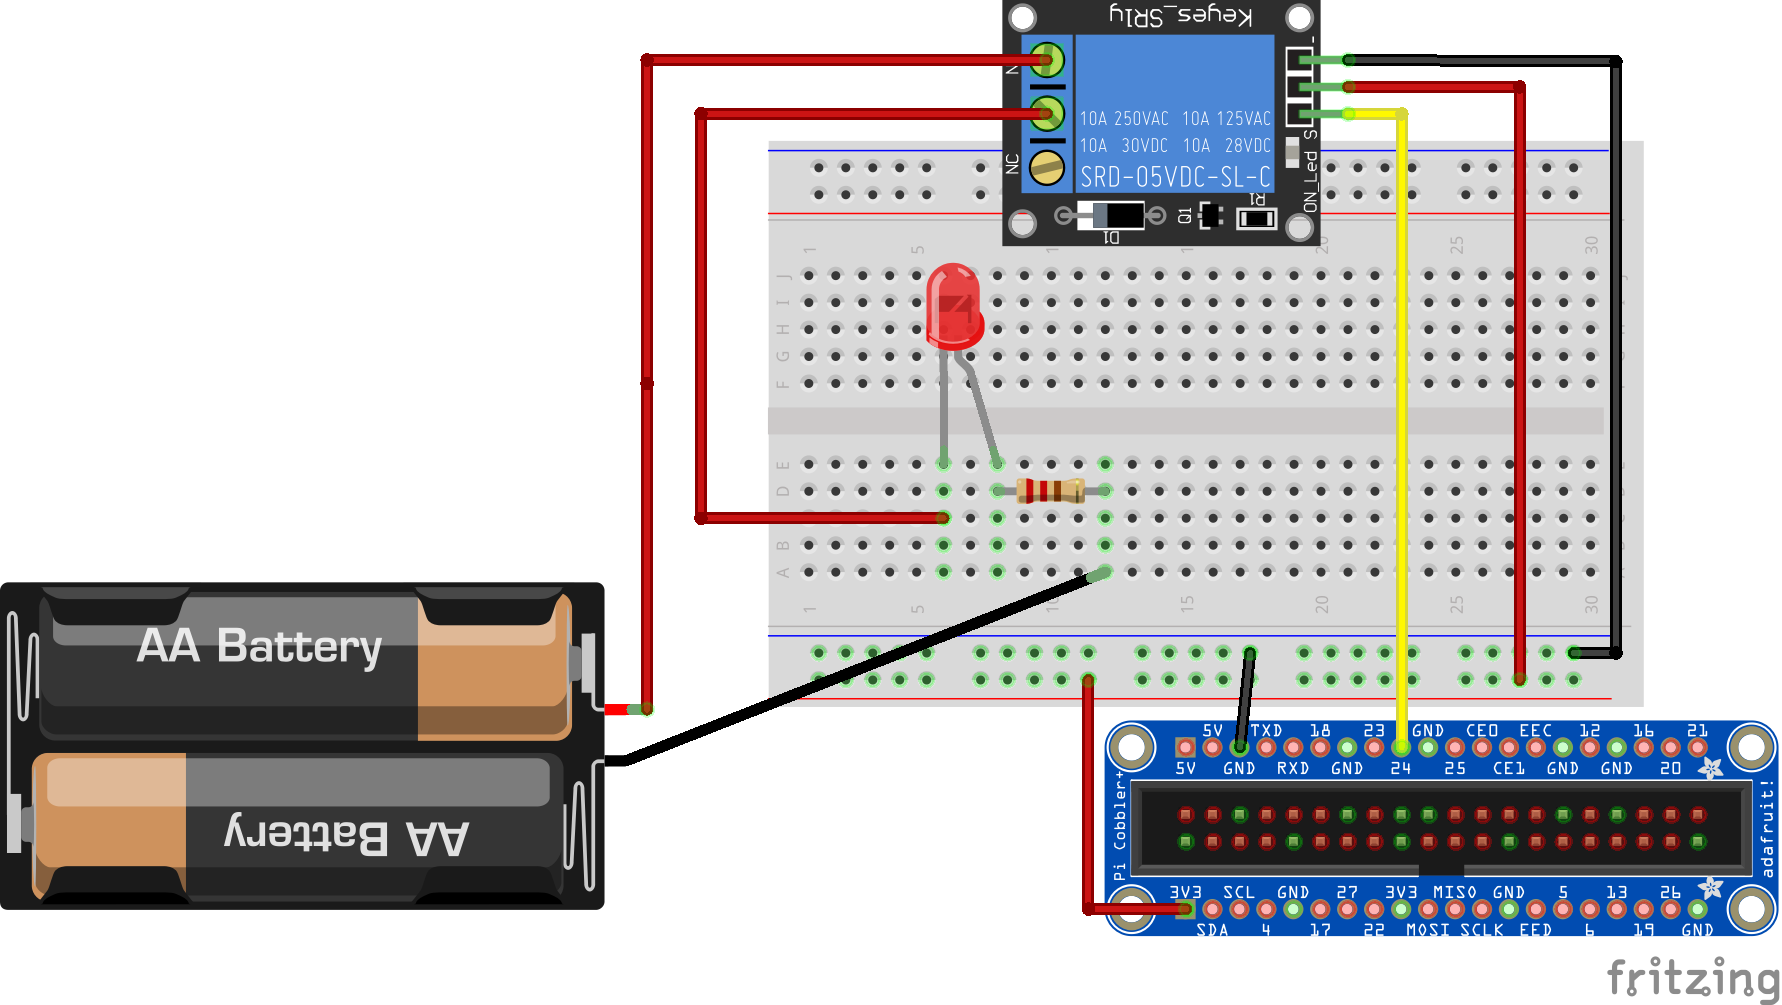 Keyes_SR1y
N
-
10A 250VAC 10A 125VAC
10A 30VDC 10A 28VDC
NC
SRD-05VDC-SL-C
S
ON_Led
Q1
R1
D1
1 5 1 1 20 25 30
J
I
H
G
F
E
D
B
A
1 5 10 15 20 25 30
AA Battery
AA Battery
5V TXD 18 23 GND CE0 EEC 12 16 21
5V GND RXD GND 24 25 CE1 GND GND 20
Pi Cobbler+
adafruit!
3V3 SCL GND 27 3V3 MISO GND 5 13 26
SDA 4 17 22 MOSI SCLK EED 6 19 GND
fritzing